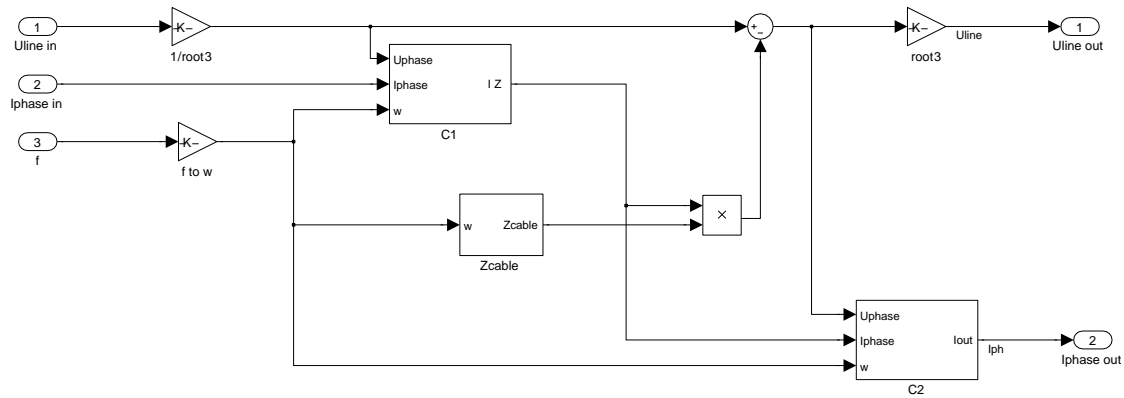 1
Uline in
-K-
1/root3
+
−
-K-
root3
Uline
1
Uline out
2
Iphase in
Uphase
Iphase
w
I Z
C1
3
f
-K-
f to w
w
Zcable
Zcable
×
Uphase
Iphase
w
Iout
C2
Iph
2
Iphase out